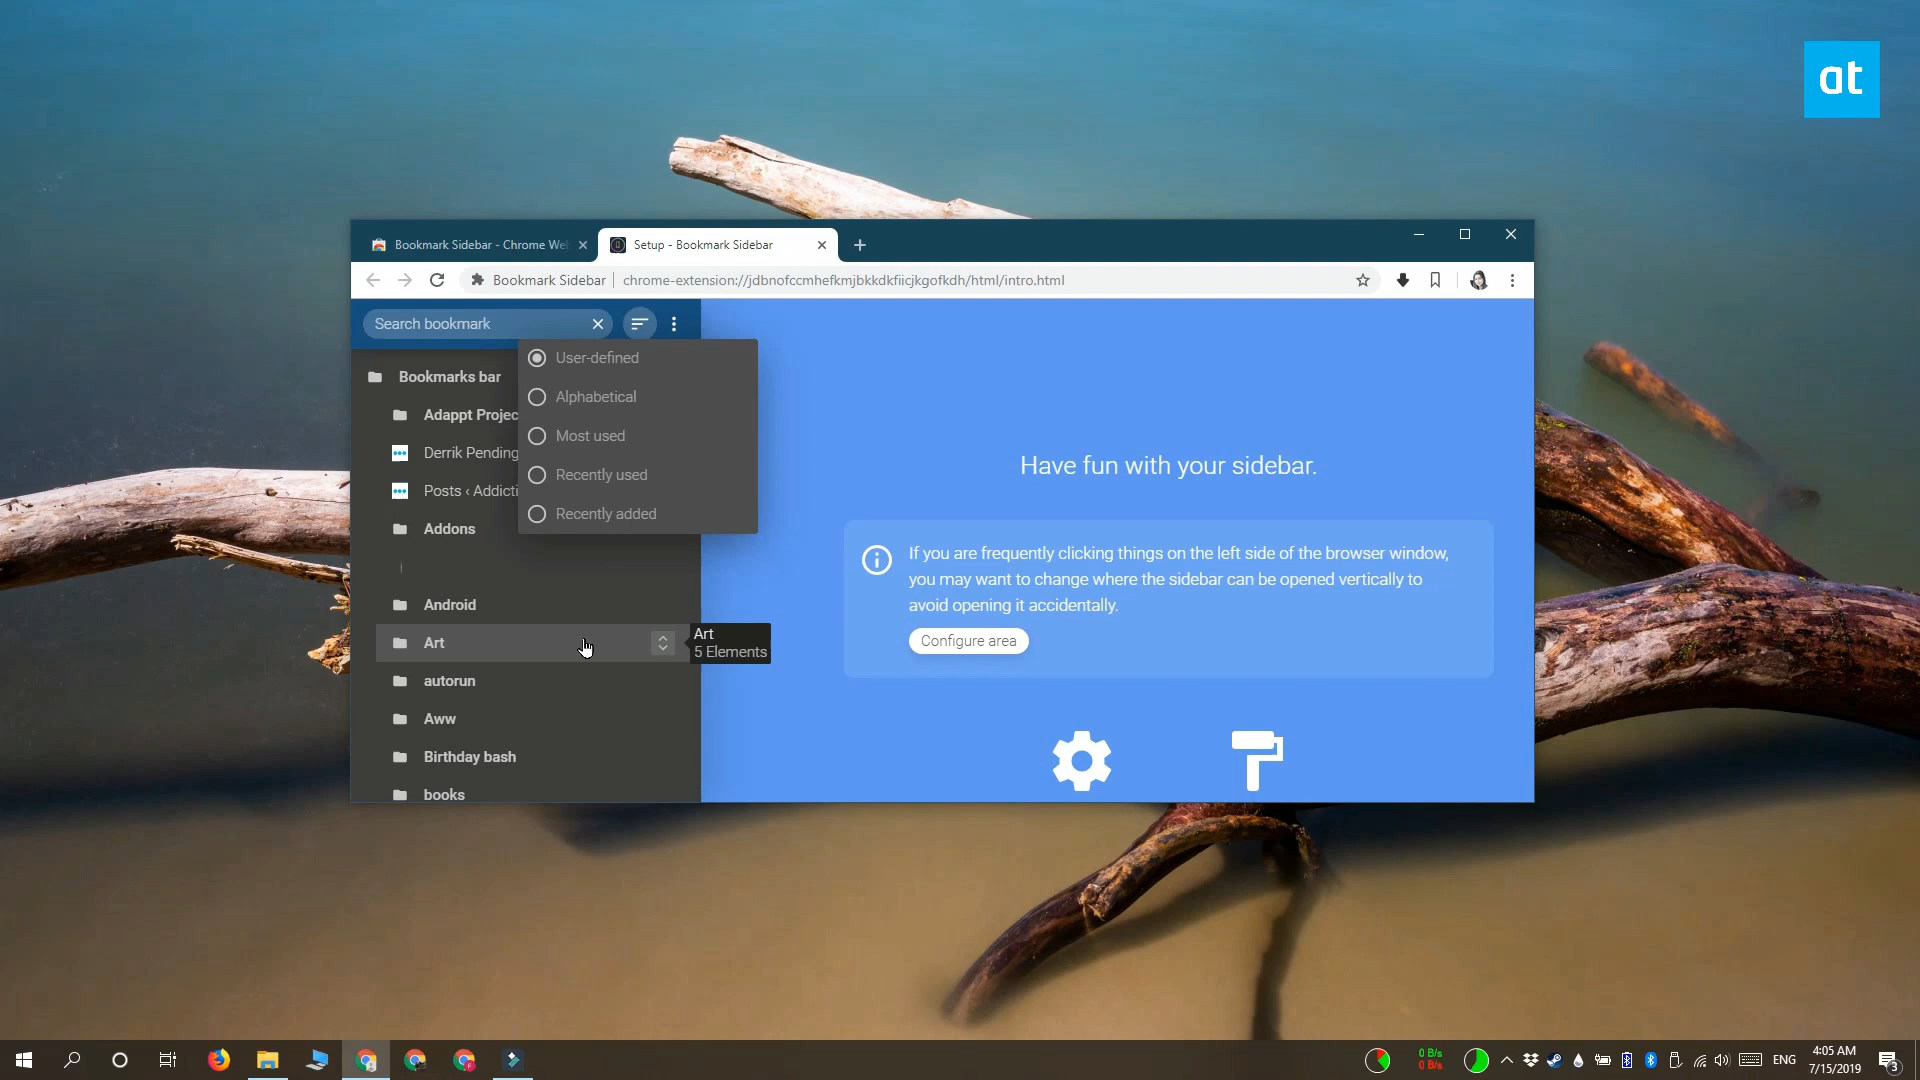 at
Bookmark Sidebar - Chrome We
Setup - Bookmark Sidebar
Bookmark Sidebar
chrome-extension://jdbnofccmhefkmjbkkdkfiicjkgofkdh/html/intro.html
Search bookmark
User-defined
Alphabetical
Most used
Recently used
Recently added
Bookmarks bar
Adappt Projec
Derrik Pending
Posts ‹ Addicti
Addons
Android
Art
autorun
Aww
Birthday bash
books
Art
5 Elements
Have fun with your sidebar.
If you are frequently clicking things on the left side of the browser window,
you may want to change where the sidebar can be opened vertically to
avoid opening it accidentally.
Configure area
0 B/s
0 B/s
ENG
4:05 AM
7/15/2019
3